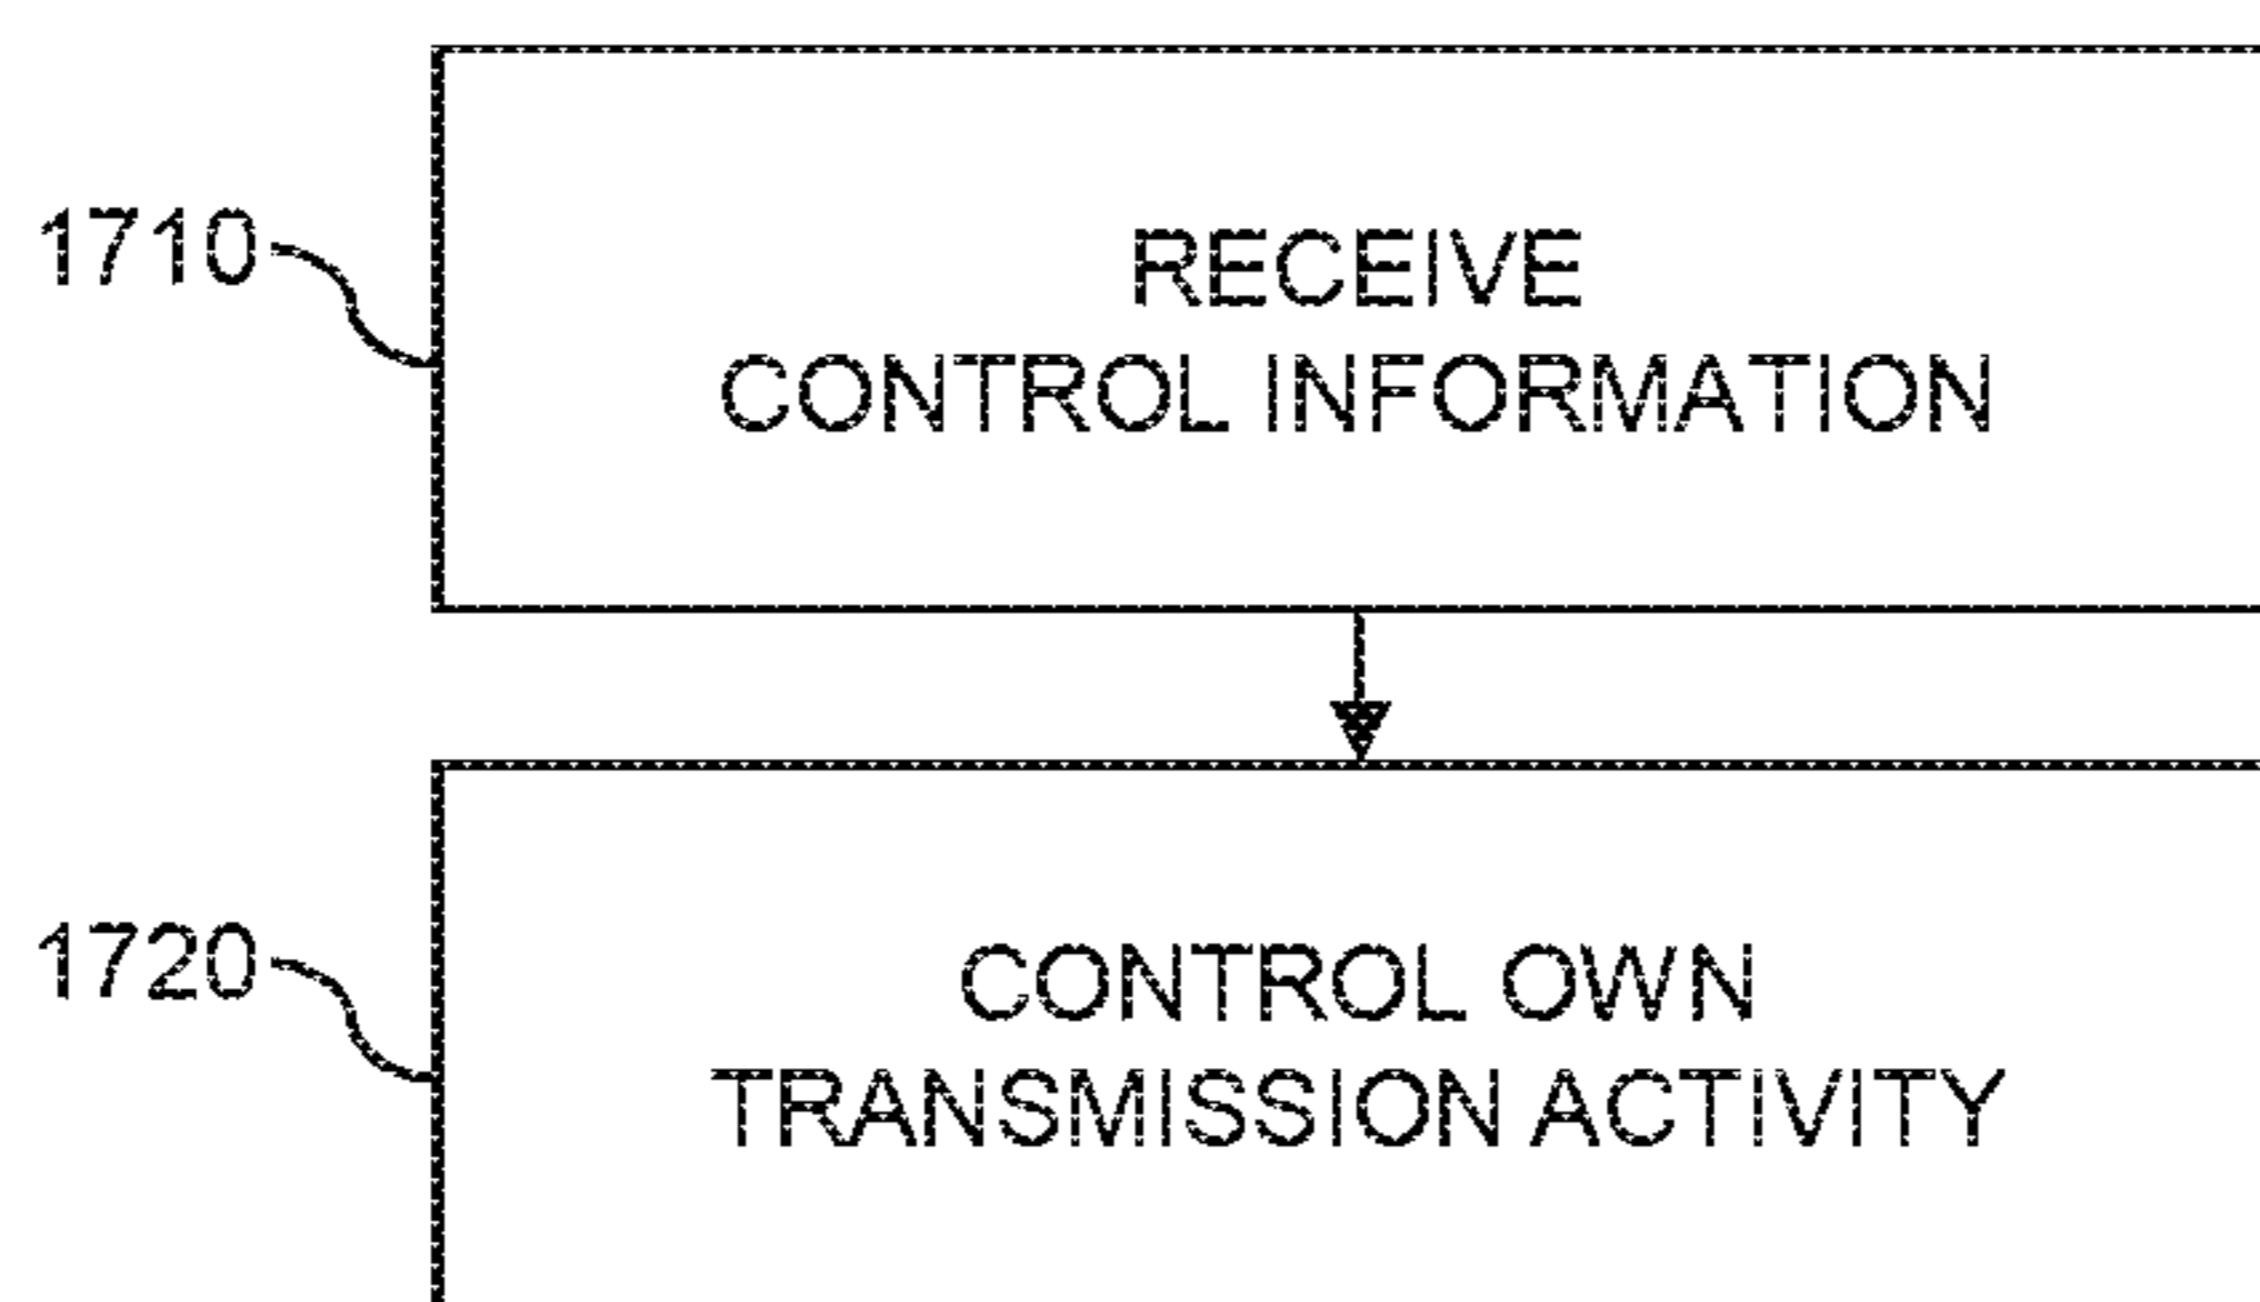 1710
RECEIVE
CONTROL INFORMATION
1720
CONTROL OWN
TRANSMISSION ACTIVITY